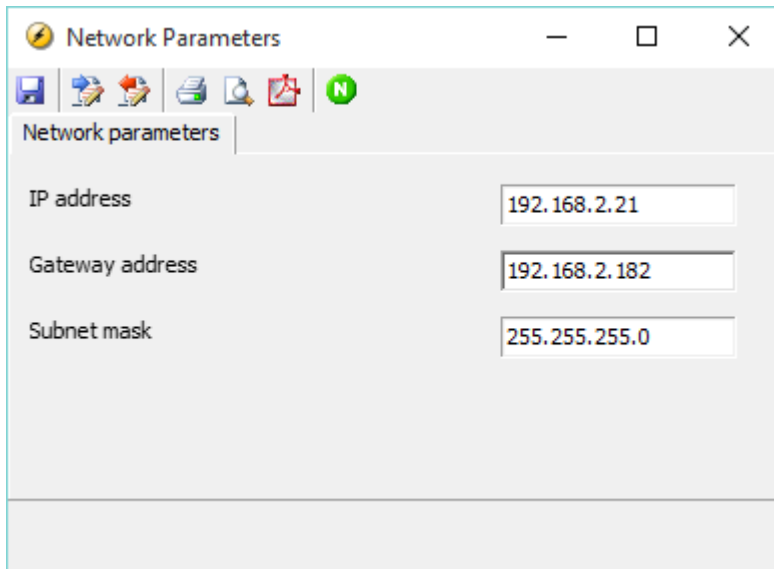 Network Parameters
N
Network parameters
IP address 192.168.2.21
Gateway address 192.168.2.182
Subnet mask 255.255.255.0